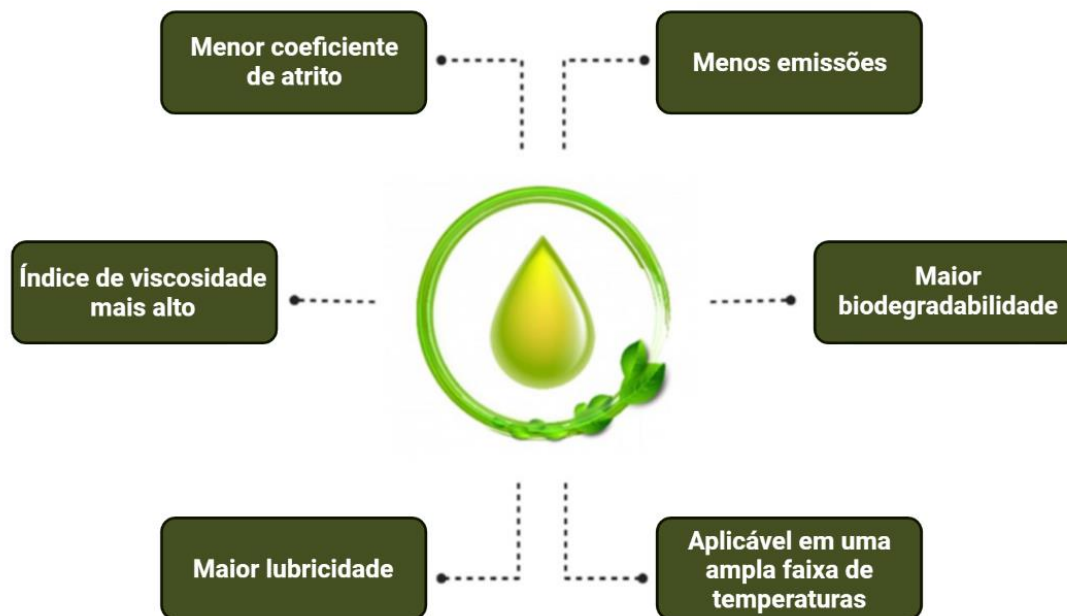 Menor coeficiente
de atrito
Menos emissões
Índice de viscosidade
mais alto
Maior
biodegradabilidade
Maior lubricidade
Aplicável em uma
ampla faixa de
temperaturas